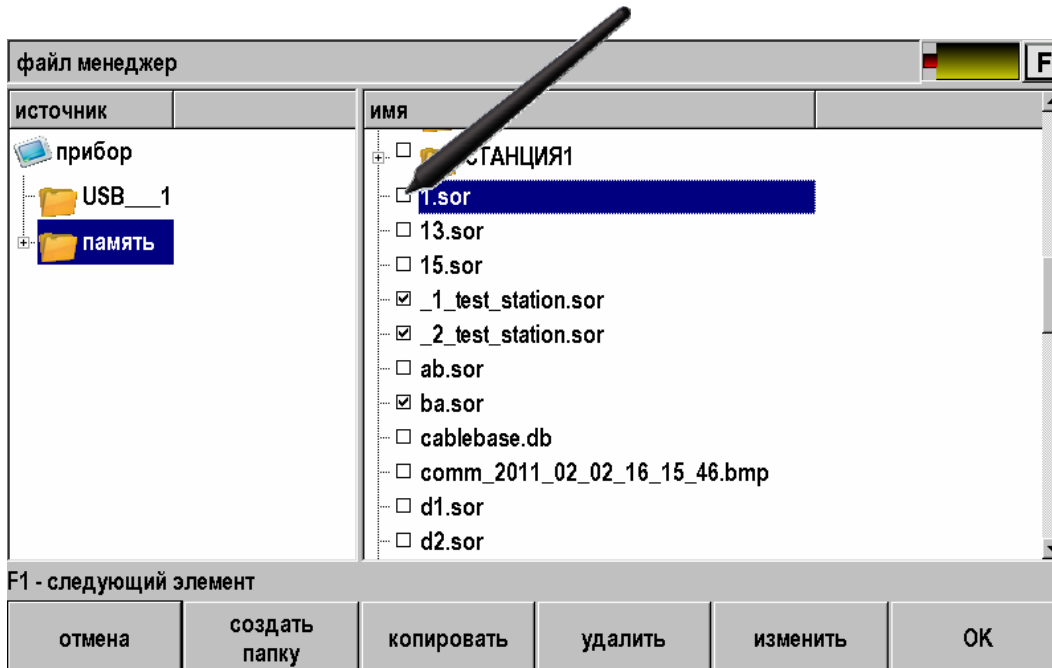 файл менеджер
F
источник
имя
прибор
USB___1
память
СТАНЦИЯ1
1.sor
13.sor
15.sor
_1_test_station.sor
_2_test_station.sor
ab.sor
ba.sor
cablebase.db
comm_2011_02_02_16_15_46.bmp
d1.sor
d2.sor
F1 - следующий элемент
отмена
создать
папку
копировать
удалить
изменить
OK